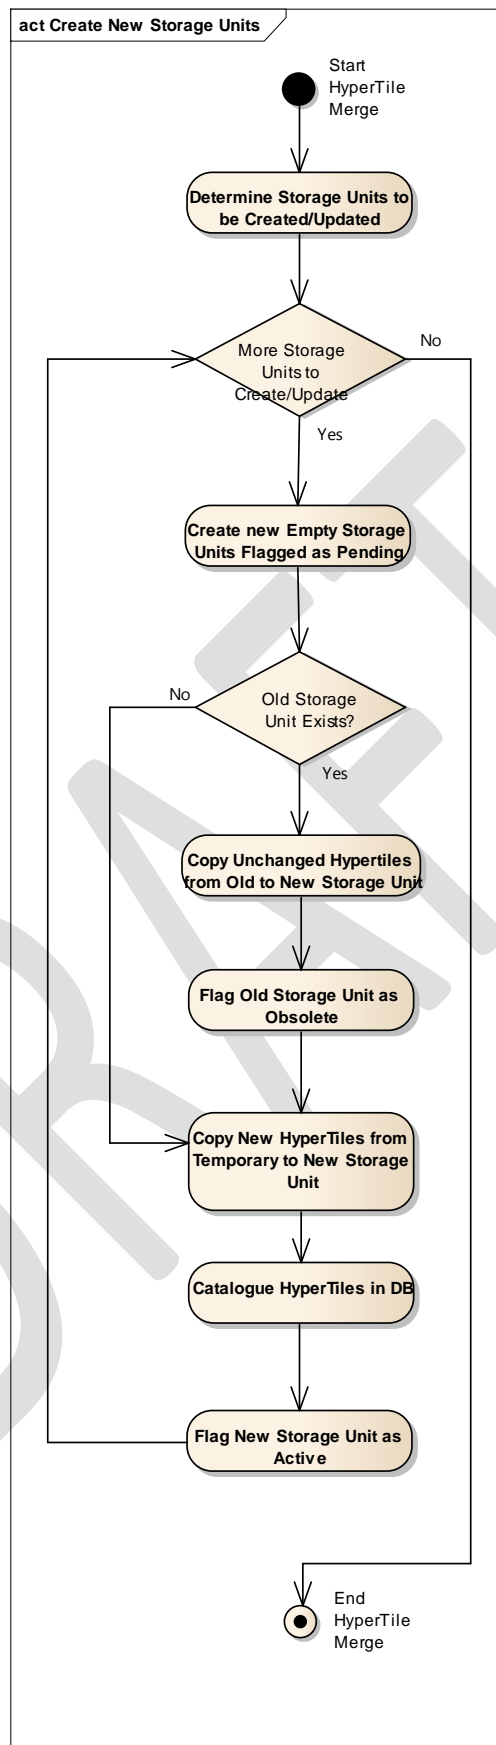 act Create New Storage Units
Start
HyperTile
Merge
Determine Storage Units to
be Created/Updated
More Storage
Units to
Create/Update
No
Yes
Create new Empty Storage
Units Flagged as Pending
Old Storage
Unit Exists?
No
Yes
Copy Unchanged Hypertiles
from Old to New Storage Unit
Flag Old Storage Unit as
Obsolete
Copy New HyperTiles from
Temporary to New Storage
Unit
Catalogue HyperTiles in DB
Flag New Storage Unit as
Active
End
HyperTile
Merge
DRAFT